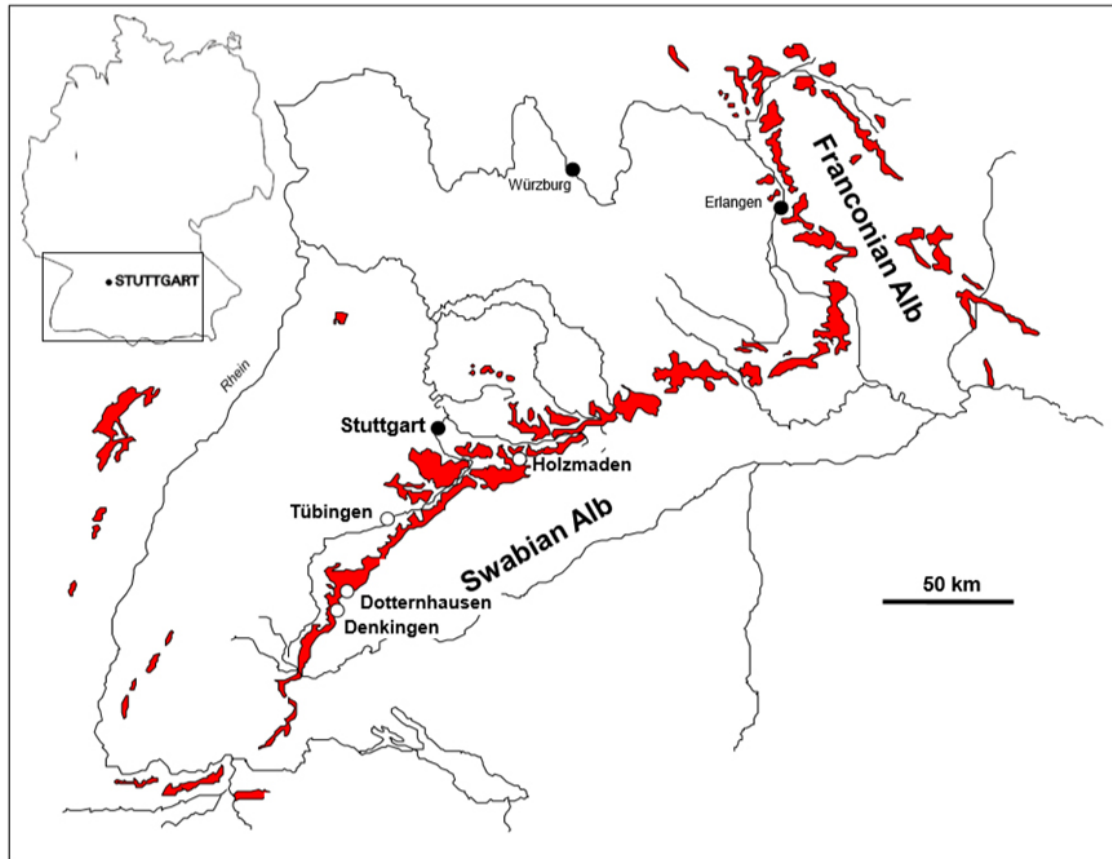 STUTTGART
Rhein
Würzburg
Erlangen
Franconian Alb
Stuttgart
Holzmaden
Tübingen
Swabian Alb
Dotternhausen
Denkingen
50 km